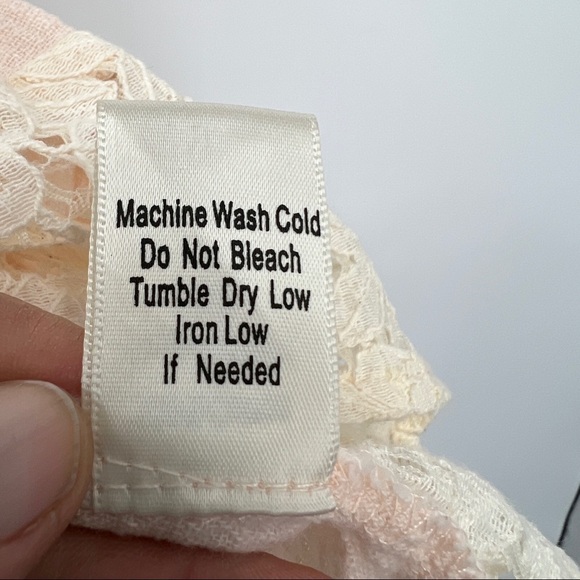 Machine Wash Cold
Do Not Bleach
Tumble Dry Low
Iron Low
If Needed